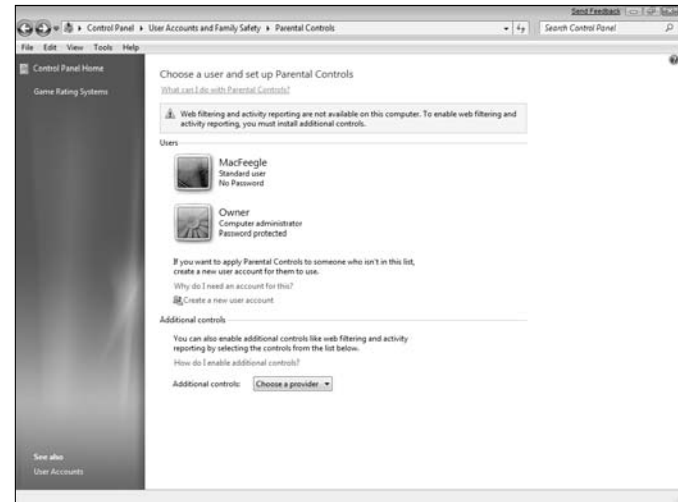 Send Feedback
Control Panel ▸ User Accounts and Family Safety ▸ Parental Controls
Search Control Panel
File Edit View Tools Help
Control Panel Home
Game Rating Systems
Choose a user and set up Parental Controls
What can I do with Parental Controls?
Web filtering and activity reporting are not available on this computer. To enable web filtering and
activity reporting, you must install additional controls.
Users
MacFeegle
Standard user
No Password
Owner
Computer administrator
Password protected
If you want to apply Parental Controls to someone who isn't in this list,
create a new user account for them to use.
Why do I need an account for this?
Create a new user account
Additional controls
You can also enable additional controls like web filtering and activity
reporting by selecting the controls from the list below.
How do I enable additional controls?
Additional controls: Choose a provider
See also
User Accounts